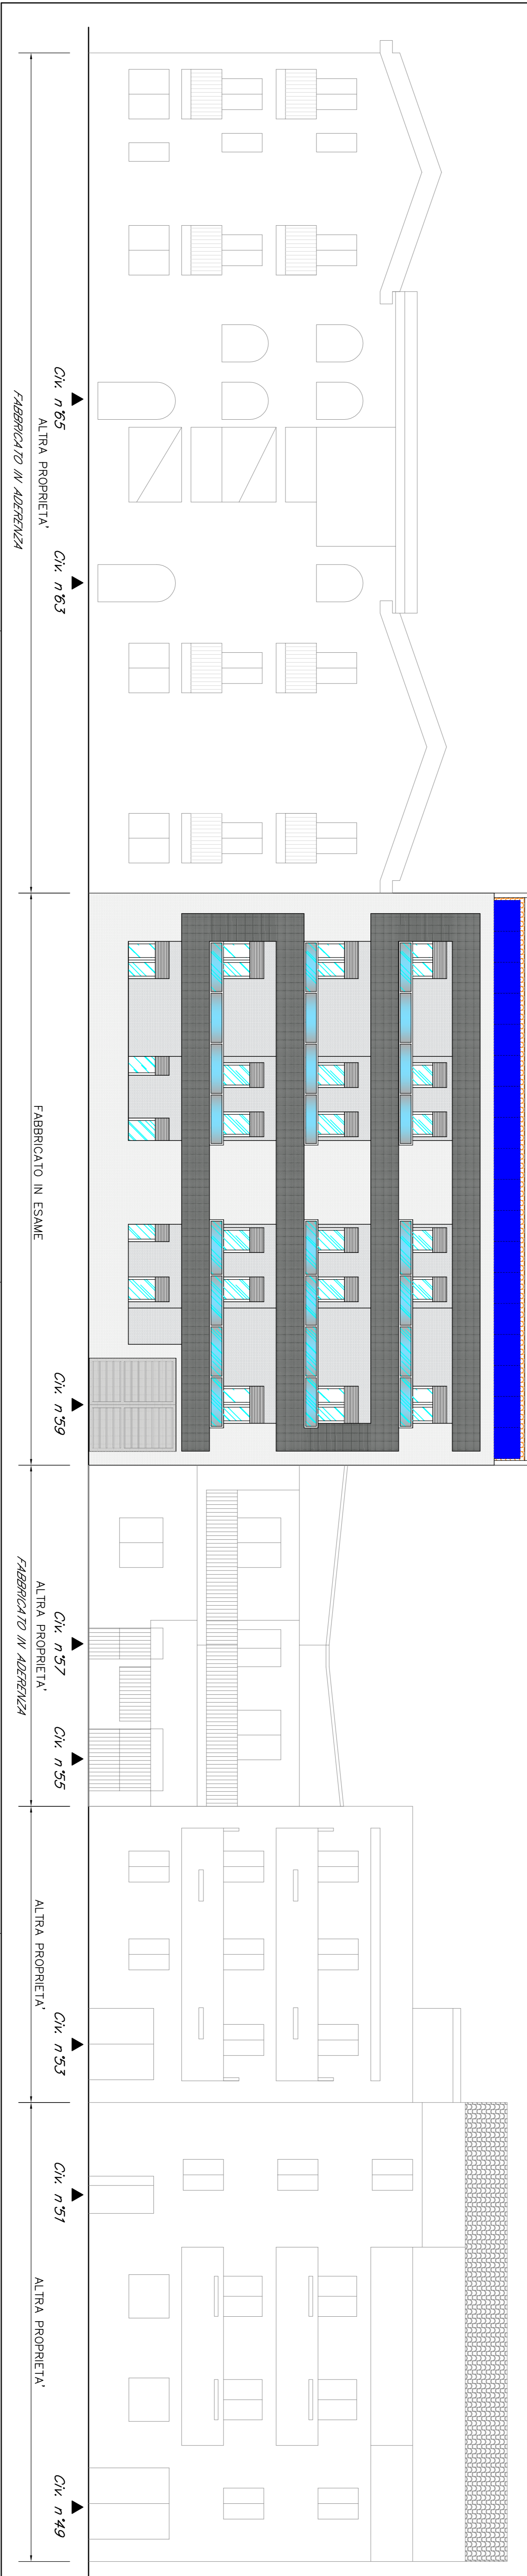 Civ. n°65
Civ. n°63
ALTRA PROPRIETA'
FABBRICATO IN ADERENZA
Civ. n°59
FABBRICATO IN ESAME
Civ. n°57
Civ. n°55
ALTRA PROPRIETA'
FABBRICATO IN ADERENZA
Civ. n°53
ALTRA PROPRIETA'
Civ. n°51
Civ. n°49
ALTRA PROPRIETA'